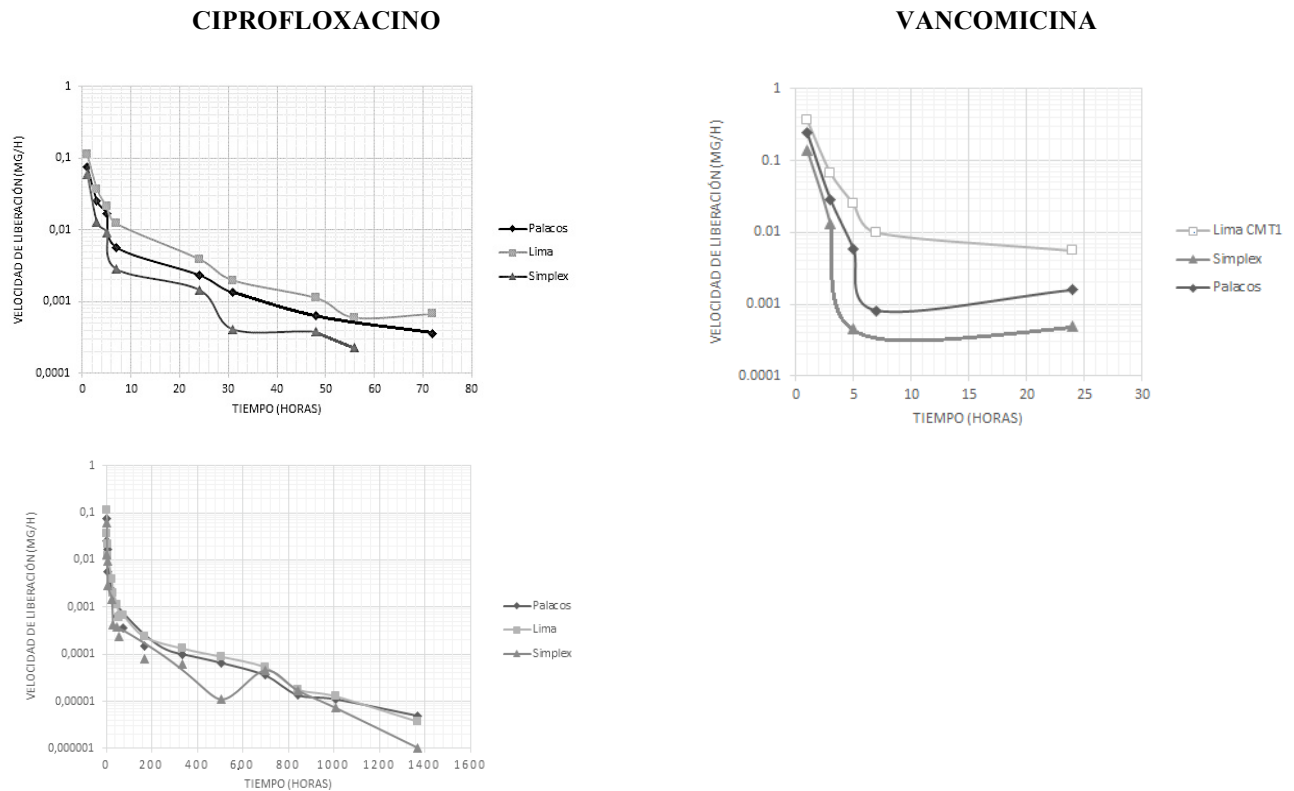 CIPROFLOXACINO
VANCOMICINA
VELOCIDAD DE LIBERACIÓN (MG/H)
1
0,1
0,01
0,001
0,0001
0 10 20 30 40 50 60 70 80
TIEMPO (HORAS)
Palacos
Lima
Simplex
VELOCIDAD DE LIBERACIÓN (MG/H)
1
0.1
0.01
0.001
0.0001
0 5 10 15 20 25 30
TIEMPO (HORAS)
Lima CMT1
Simplex
Palacos
VELOCIDAD DE LIBERACIÓN (MG/H)
1
0,1
0,01
0,001
0,0001
0,00001
0,000001
0 200 400 600 800 1000 1200 1400 1600
TIEMPO (HORAS)
Palacos
Lima
Simplex